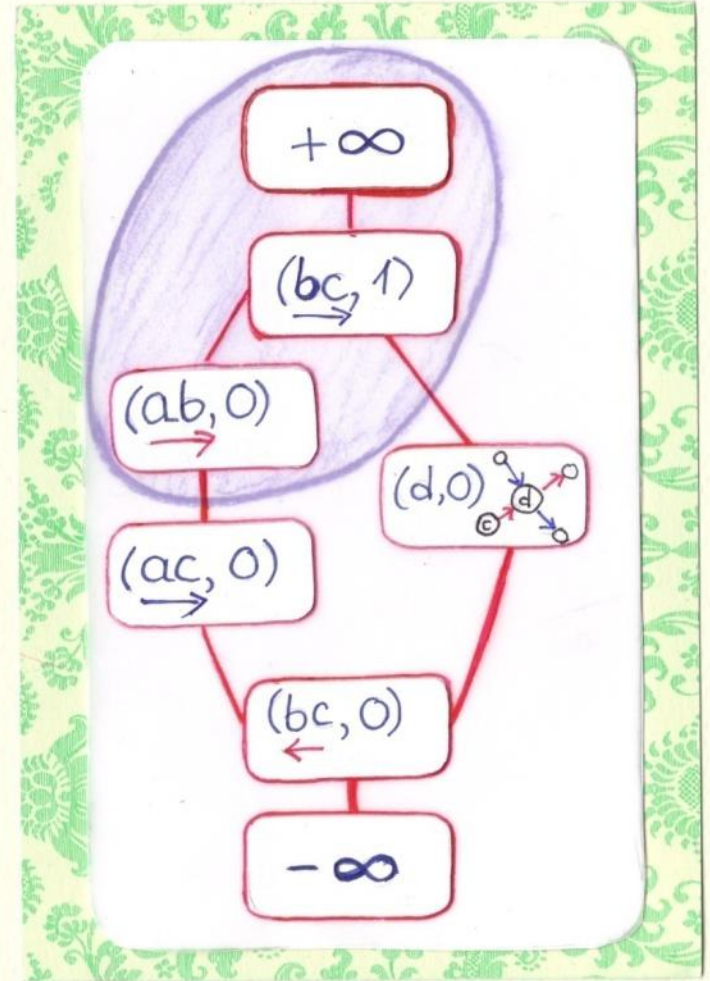 +∞
(bc, 1)
(ab, 0)
(d,0)
d
c
(ac, 0)
(bc, 0)
-∞